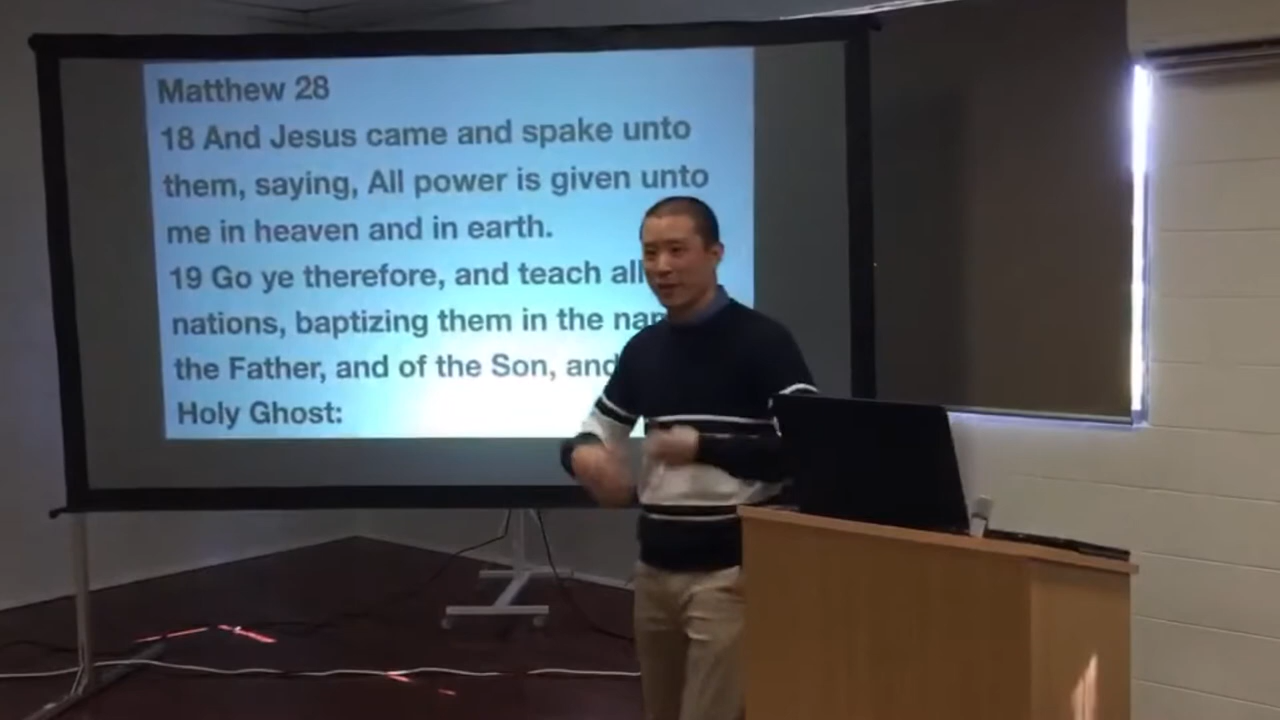 Matthew 28
18 And Jesus came and spake unto
them, saying, All power is given unto
me in heaven and in earth.
19 Go ye therefore, and teach all
nations, baptizing them in the
the Father, and of the Son, and
Holy Ghost: